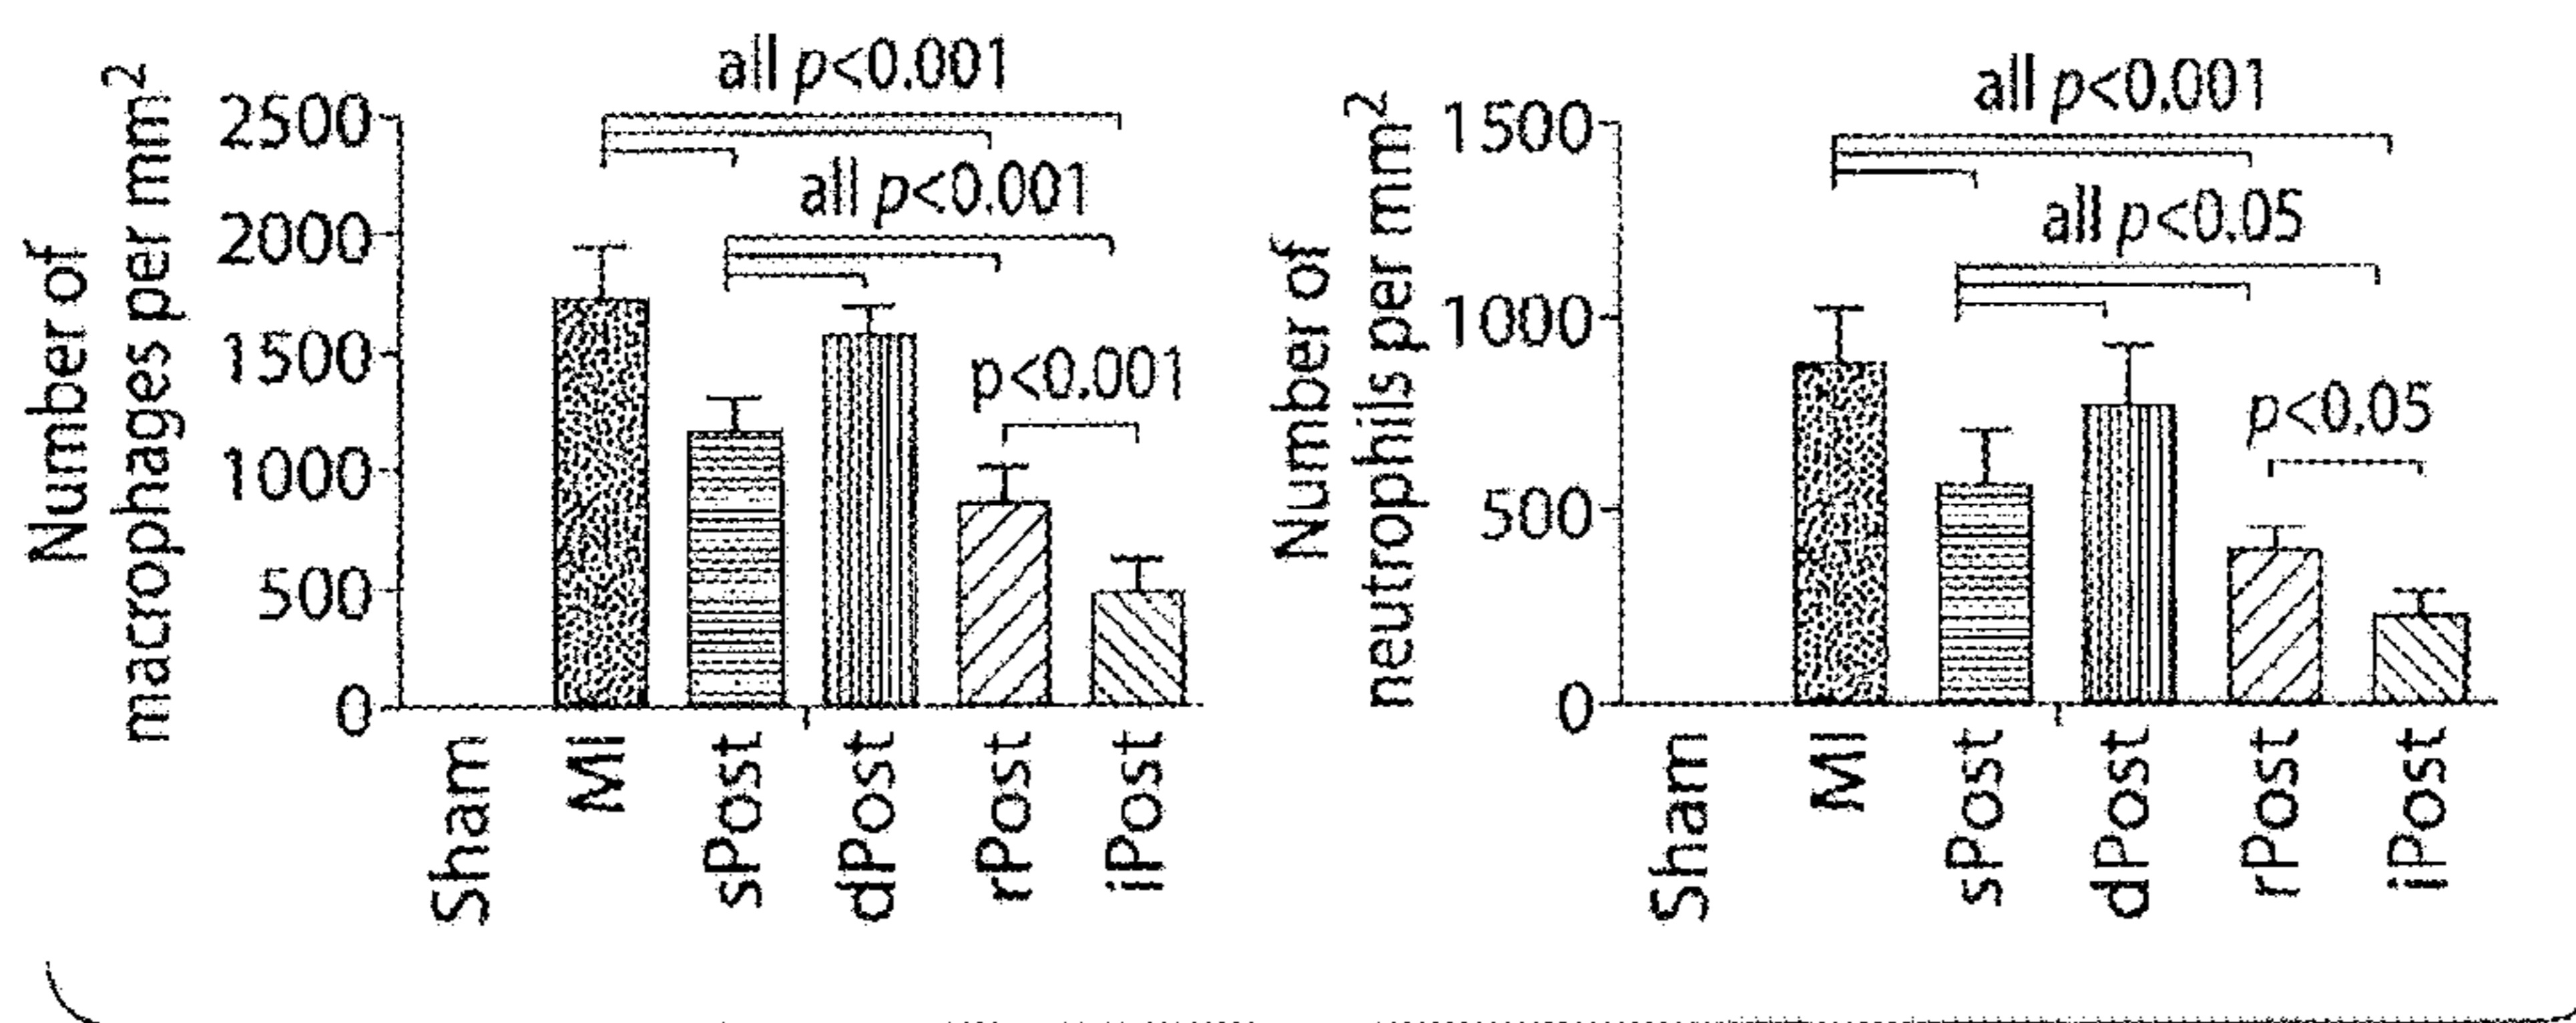 Number of
macrophages per mm²
2500
2000
1500
1000
500
0
all p<0.001
all p<0.001
p<0.001
Sham
MI
sPost
dPost
rPost
iPost
Number of
neutrophils per mm²
1500
1000
500
0
all p<0.001
all p<0.05
p<0.05
Sham
MI
sPost
dPost
rPost
iPost